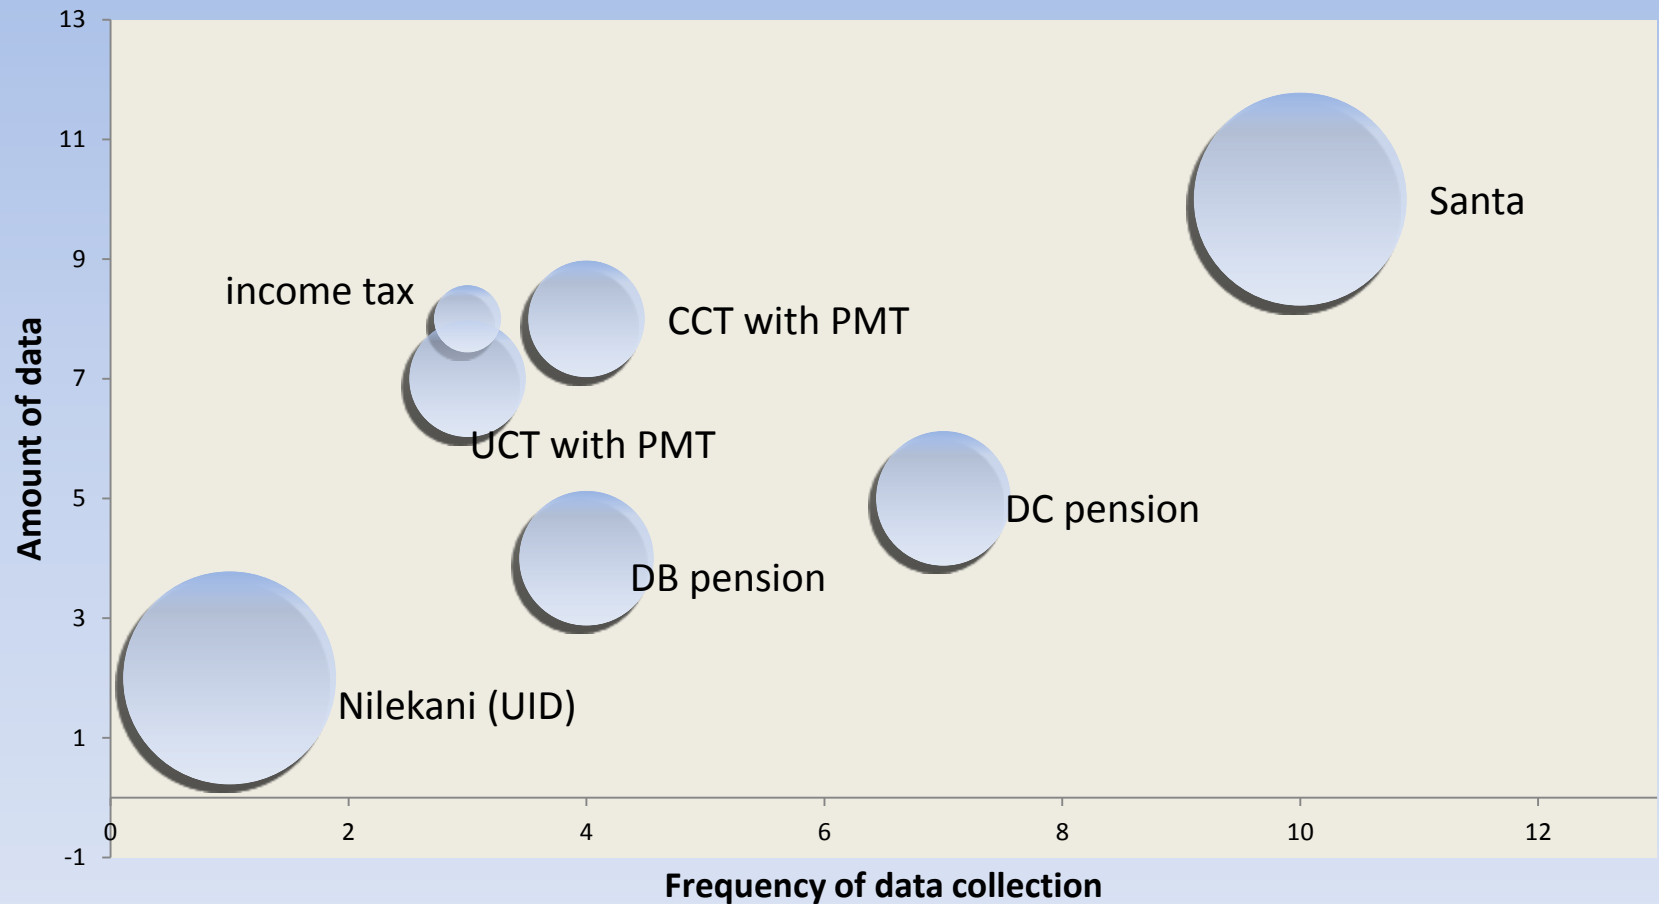 13
11
9
7
5
3
1
-1
Amount of data
Santa
income tax
CCT with PMT
UCT with PMT
DC pension
DB pension
Nilekani (UID)
0 2 4 6 8 10 12
Frequency of data collection